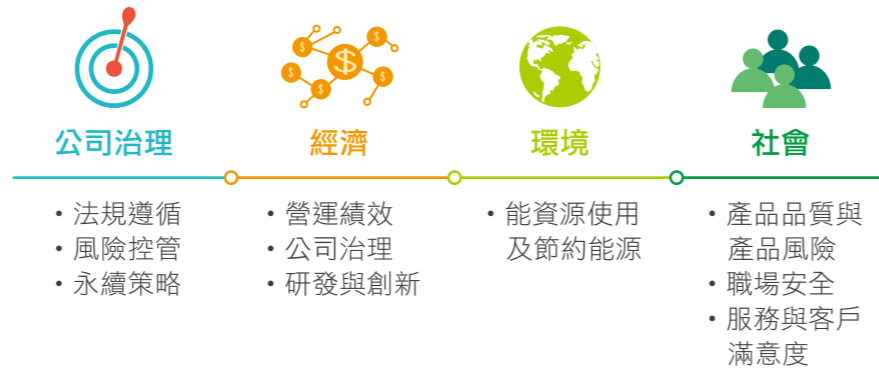 公司治理
經濟
環境
社會
• 法規遵循
• 風險控管
• 永續策略
• 營運績效
• 公司治理
• 研發與創新
• 能資源使用
及節約能源
• 產品品質與
產品風險
• 職場安全
• 服務與客戶
滿意度